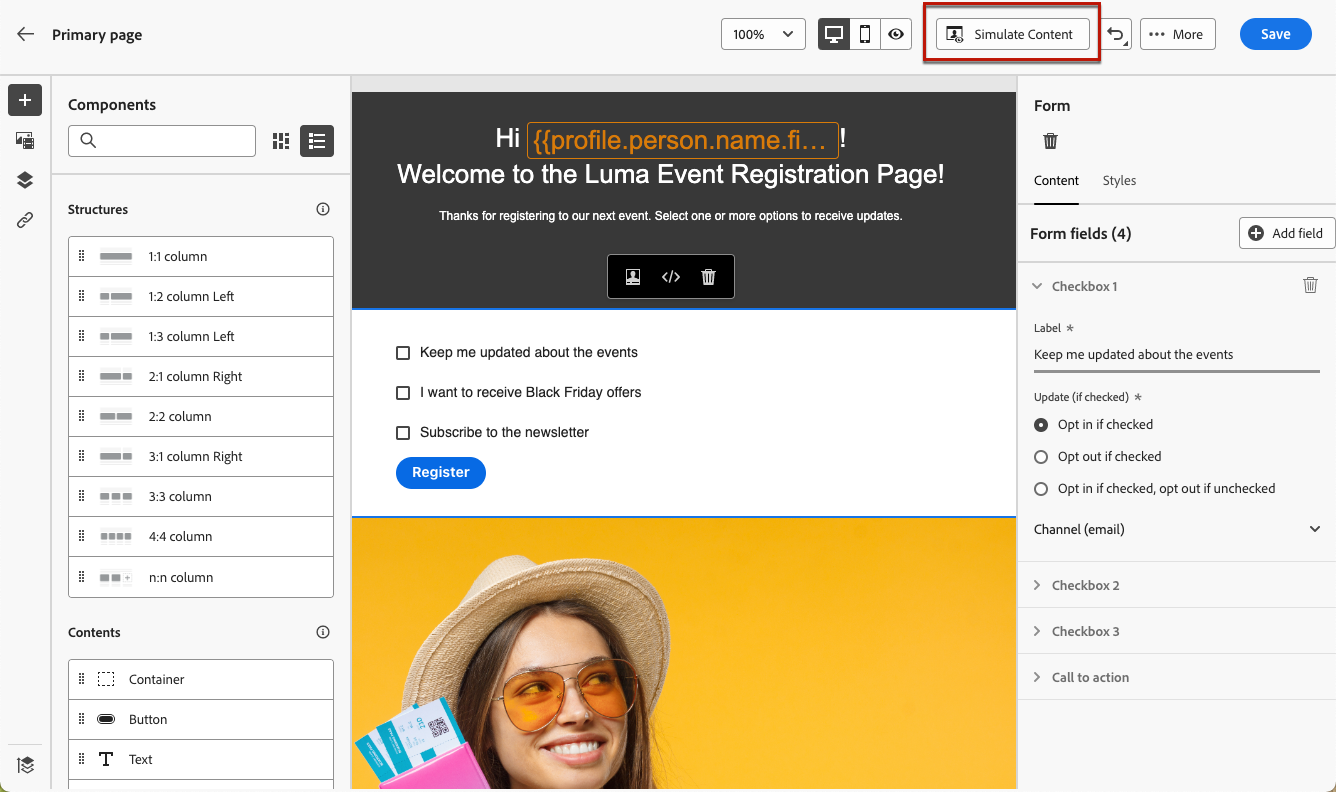 Primary page
100%
Simulate Content
More
Save
Components
Structures
1:1 column
1:2 column Left
1:3 column Left
2:1 column Right
2:2 column
3:1 column Right
3:3 column
4:4 column
n:n column
Contents
Container
Button
Text
Hi {{profile.person.name.fi… !
Welcome to the Luma Event Registration Page!
Thanks for registering to our next event. Select one or more options to receive updates.
Keep me updated about the events
I want to receive Black Friday offers
Subscribe to the newsletter
Register
Form
Content Styles
Form fields (4) Add field
Checkbox 1
Label *
Keep me updated about the events
Update (if checked) *
Opt in if checked
Opt out if checked
Opt in if checked, opt out if unchecked
Channel (email)
Checkbox 2
Checkbox 3
Call to action